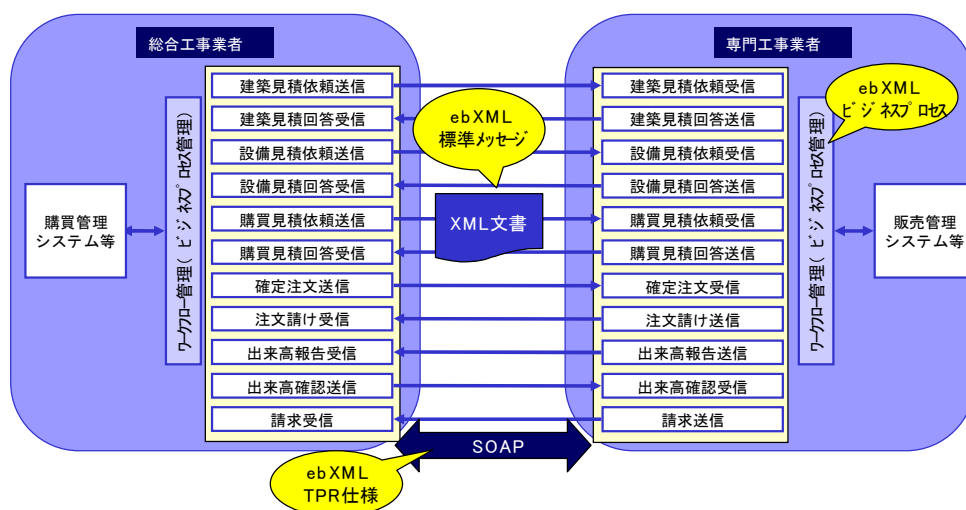 総合工事業者
専門工事業者
建築見積依頼送信
建築見積回答受信
設備見積依頼送信
設備見積回答受信
購買見積依頼送信
購買見積回答受信
確定注文送信
注文請け受信
出来高報告受信
出来高確認送信
請求受信
建築見積依頼受信
建築見積回答送信
設備見積依頼受信
設備見積回答送信
購買見積依頼受信
購買見積回答送信
確定注文受信
注文請け送信
出来高報告送信
出来高確認受信
請求送信
ワークフロー管理(ビジネスプロセス管理)
ワークフロー管理(ビジネスプロセス管理)
購買管理
システム等
販売管理
システム等
ebXML
標準メッセージ
ebXML
ビジネスプロセス
XML文書
SOAP
ebXML
TPR仕様